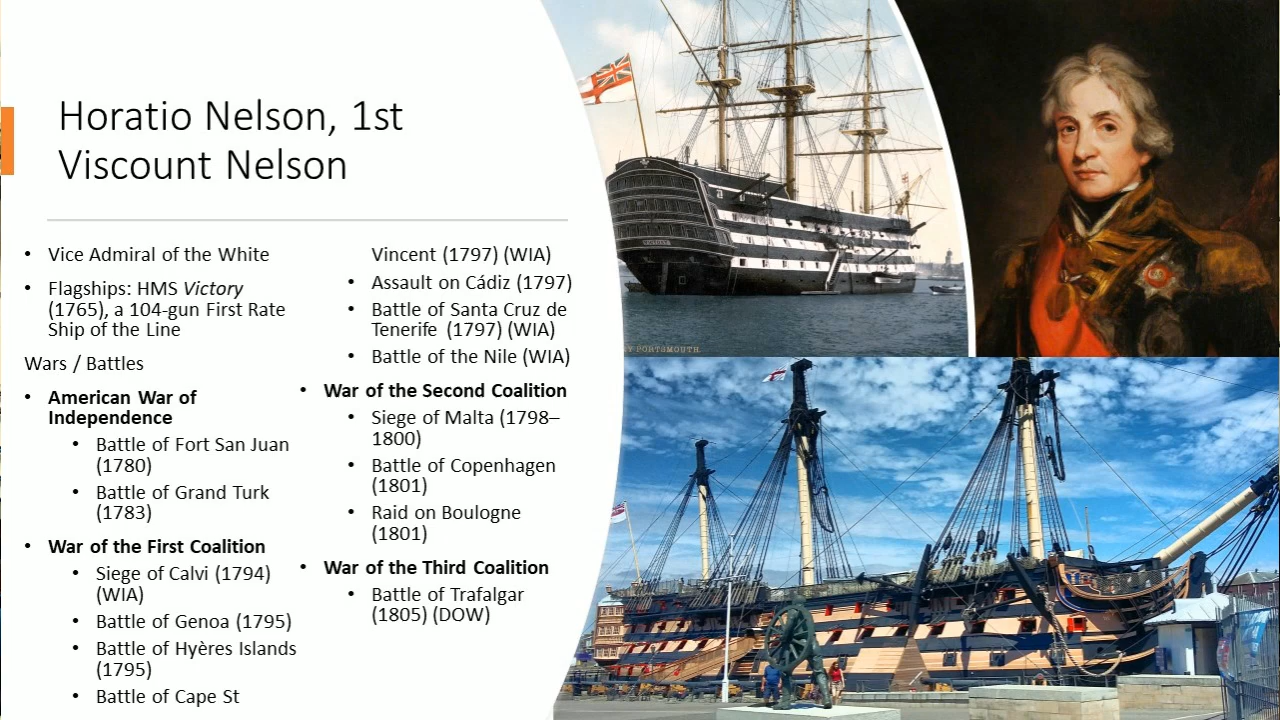 Horatio Nelson, 1st
Viscount Nelson
• Vice Admiral of the White
• Flagships: HMS Victory
(1765), a 104-gun First Rate
Ship of the Line
Wars / Battles
• American War of
Independence
• Battle of Fort San Juan
(1780)
• Battle of Grand Turk
(1783)
• War of the First Coalition
• Siege of Calvi (1794)
(WIA)
• Battle of Genoa (1795)
• Battle of Hyères Islands
(1795)
• Battle of Cape St
Vincent (1797) (WIA)
• Assault on Cádiz (1797)
• Battle of Santa Cruz de
Tenerife (1797) (WIA)
• Battle of the Nile (WIA)
• War of the Second Coalition
• Siege of Malta (1798–
1800)
• Battle of Copenhagen
(1801)
• Raid on Boulogne
(1801)
• War of the Third Coalition
• Battle of Trafalgar
(1805) (DOW)
VICTORY
PORTSMOUTH